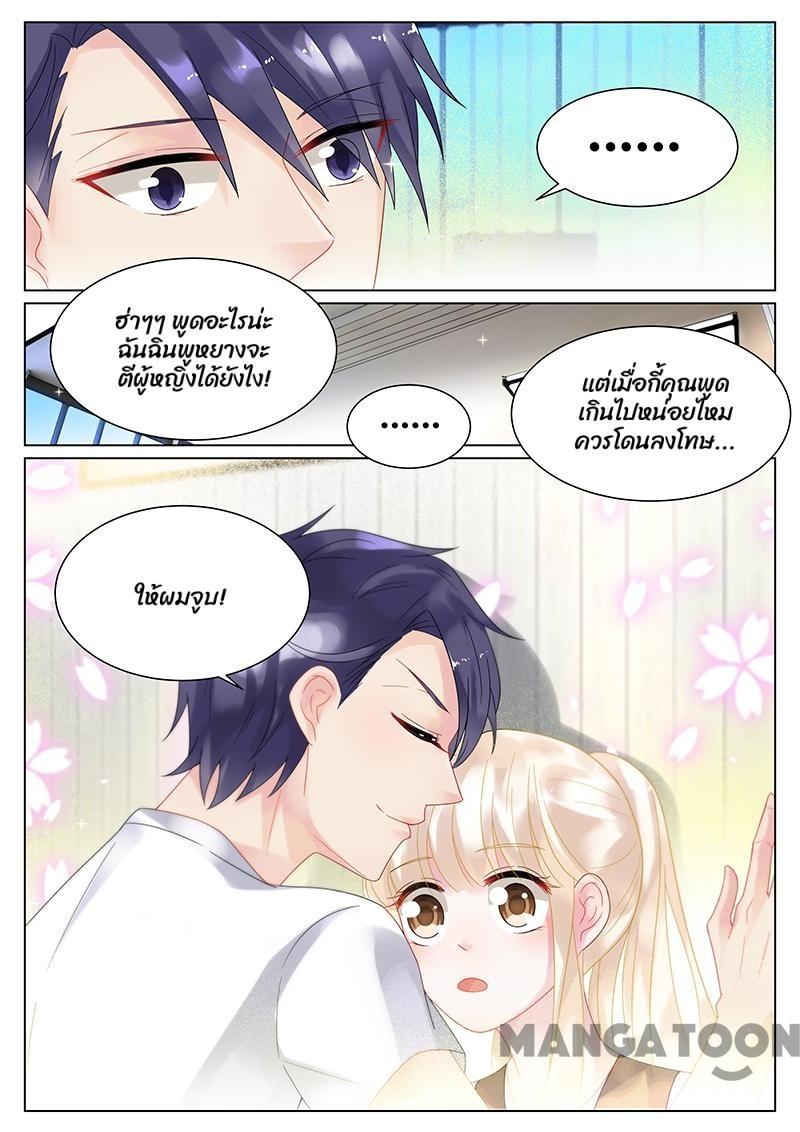 ••••••
ฮ่าๆๆ พูดอะไรน่ะ
ฉันฉินพูหยางจะ
ตีผู้หญิงได้ยังไง!
••••••
แต่เมื่อกี้คุณพูด
เกินไปหน่อยไหม
ควรโดนลงโทษ...
ให้ผมจูบ!
MANGATOON